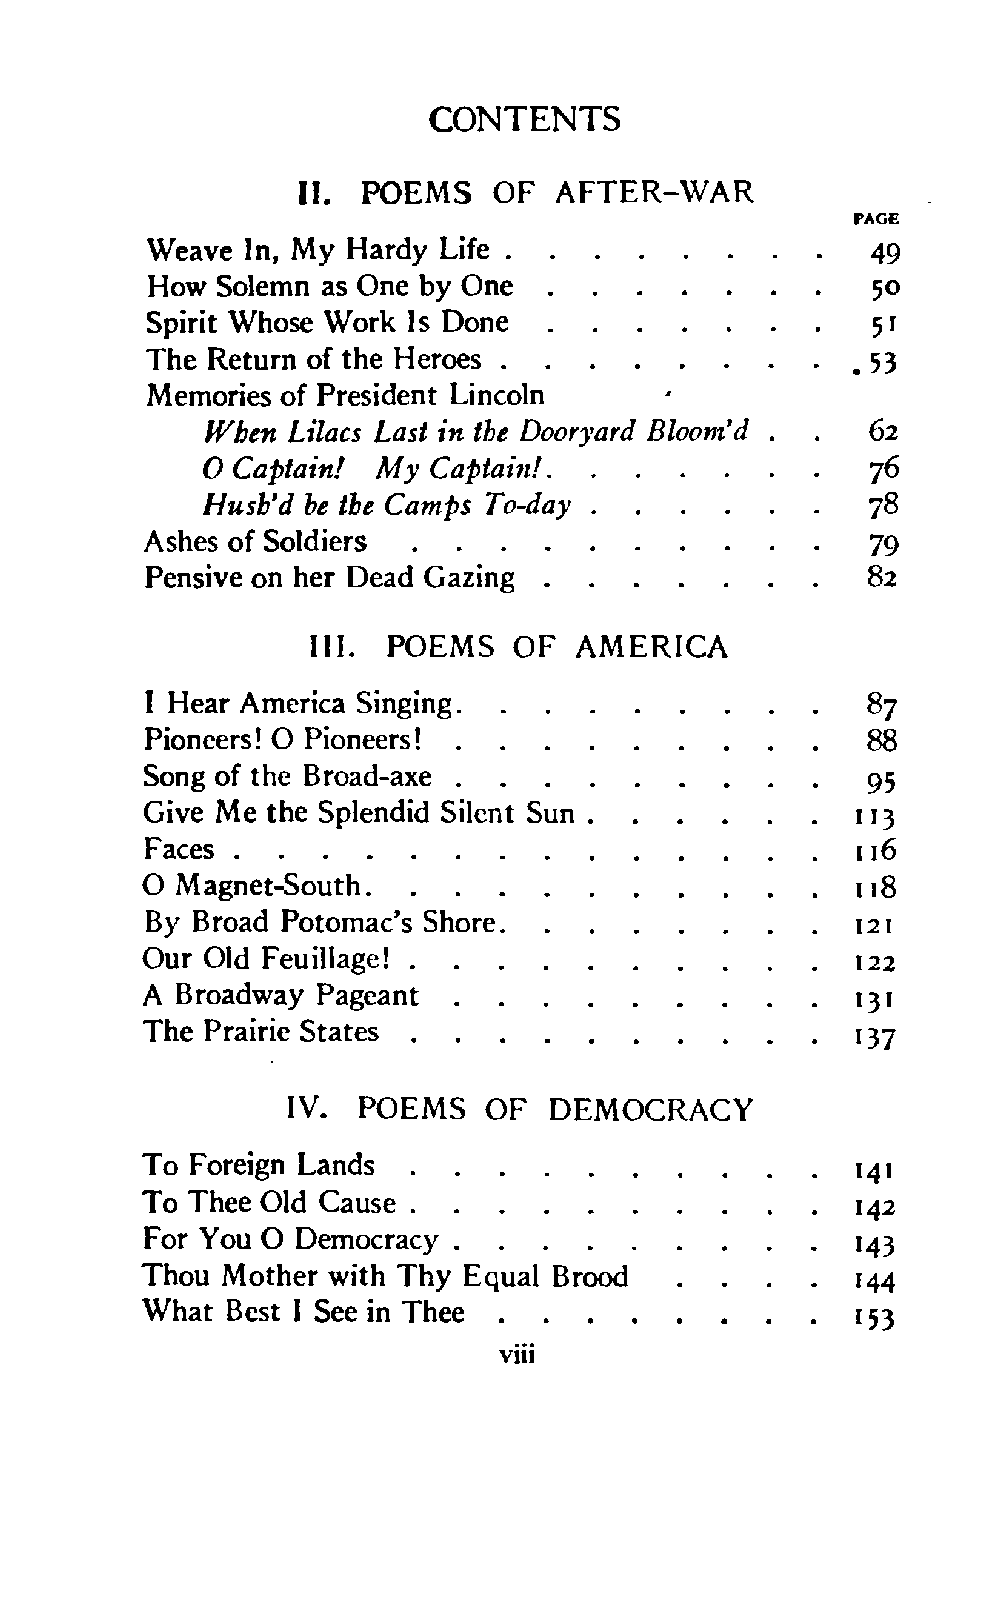 CONTENTS
II. POEMS OF AFTER-WAR
PAGE
Weave In, My Hardy Life . . . . . . . . 49
How Solemn as One by One . . . . . . . 50
Spirit Whose Work Is Done . . . . . . . 51
The Return of the Heroes . . . . . . . . 53
Memories of President Lincoln
When Lilacs Last in the Dooryard Bloom'd . . 62
O Captain! My Captain! . . . . . . . 76
Hush'd be the Camps To-day . . . . . . 78
Ashes of Soldiers . . . . . . . . . . 79
Pensive on her Dead Gazing . . . . . . . 82
III. POEMS OF AMERICA
I Hear America Singing . . . . . . . . . 87
Pioneers! O Pioneers! . . . . . . . . . 88
Song of the Broad-axe . . . . . . . . . 95
Give Me the Splendid Silent Sun . . . . . . 113
Faces . . . . . . . . . . . . . . 116
O Magnet-South . . . . . . . . . . . 118
By Broad Potomac's Shore . . . . . . . . 121
Our Old Feuillage! . . . . . . . . . . 122
A Broadway Pageant . . . . . . . . . 131
The Prairie States . . . . . . . . . . 137
IV. POEMS OF DEMOCRACY
To Foreign Lands . . . . . . . . . . 141
To Thee Old Cause . . . . . . . . . . 142
For You O Democracy . . . . . . . . . 143
Thou Mother with Thy Equal Brood . . . . 144
What Best I See in Thee . . . . . . . . 153
viii